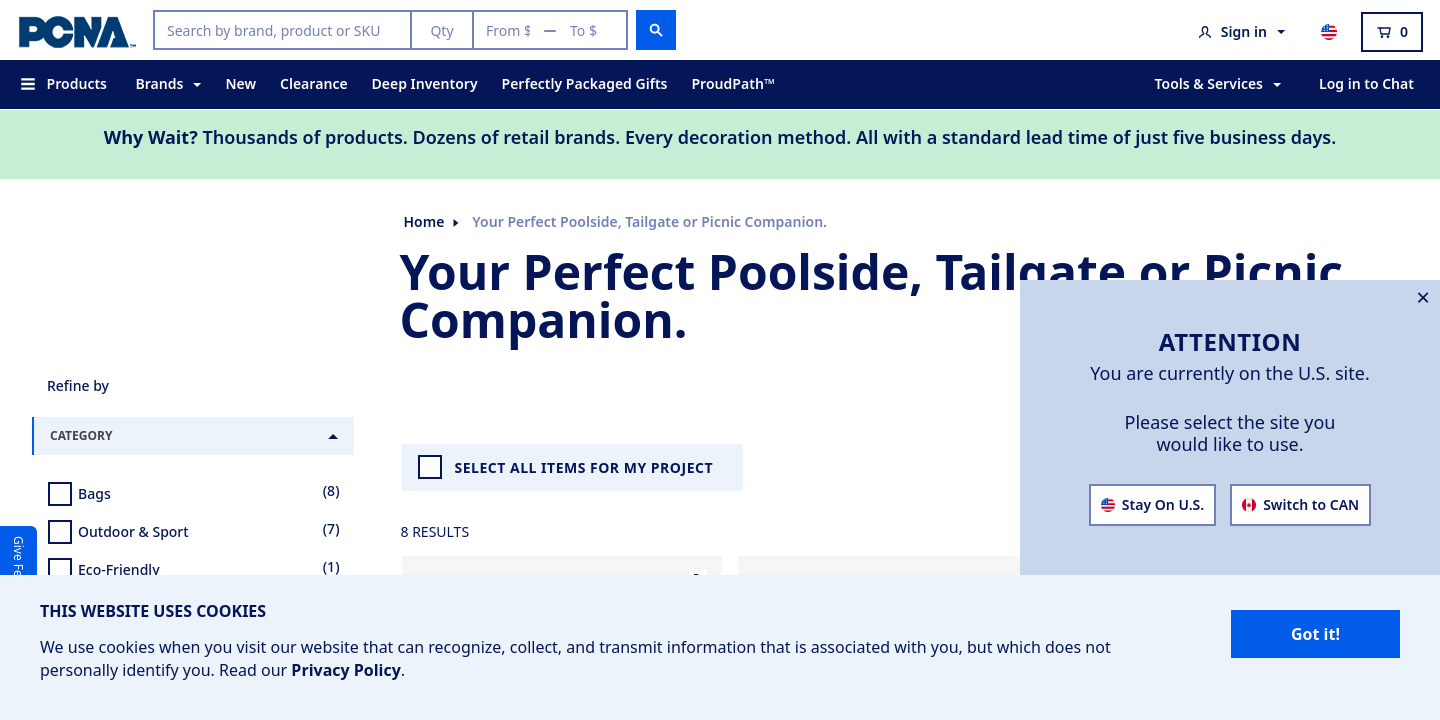 PCNA™
Search by brand, product or SKU
Qty
From $ — To $
Sign in
0
Products
Brands
New
Clearance
Deep Inventory
Perfectly Packaged Gifts
ProudPath™
Tools & Services
Log in to Chat
Why Wait? Thousands of products. Dozens of retail brands. Every decoration method. All with a standard lead time of just five business days.
Home
Your Perfect Poolside, Tailgate or Picnic Companion.
Your Perfect Poolside, Tailgate or Picnic
Companion.
Refine by
CATEGORY
Bags (8)
Outdoor & Sport (7)
Eco-Friendly (1)
Give
SELECT ALL ITEMS FOR MY PROJECT
8 RESULTS
ATTENTION
You are currently on the U.S. site.
Please select the site you
would like to use.
Stay On U.S.
Switch to CAN
THIS WEBSITE USES COOKIES
We use cookies when you visit our website that can recognize, collect, and transmit information that is associated with you, but which does not
personally identify you. Read our Privacy Policy.
Got it!